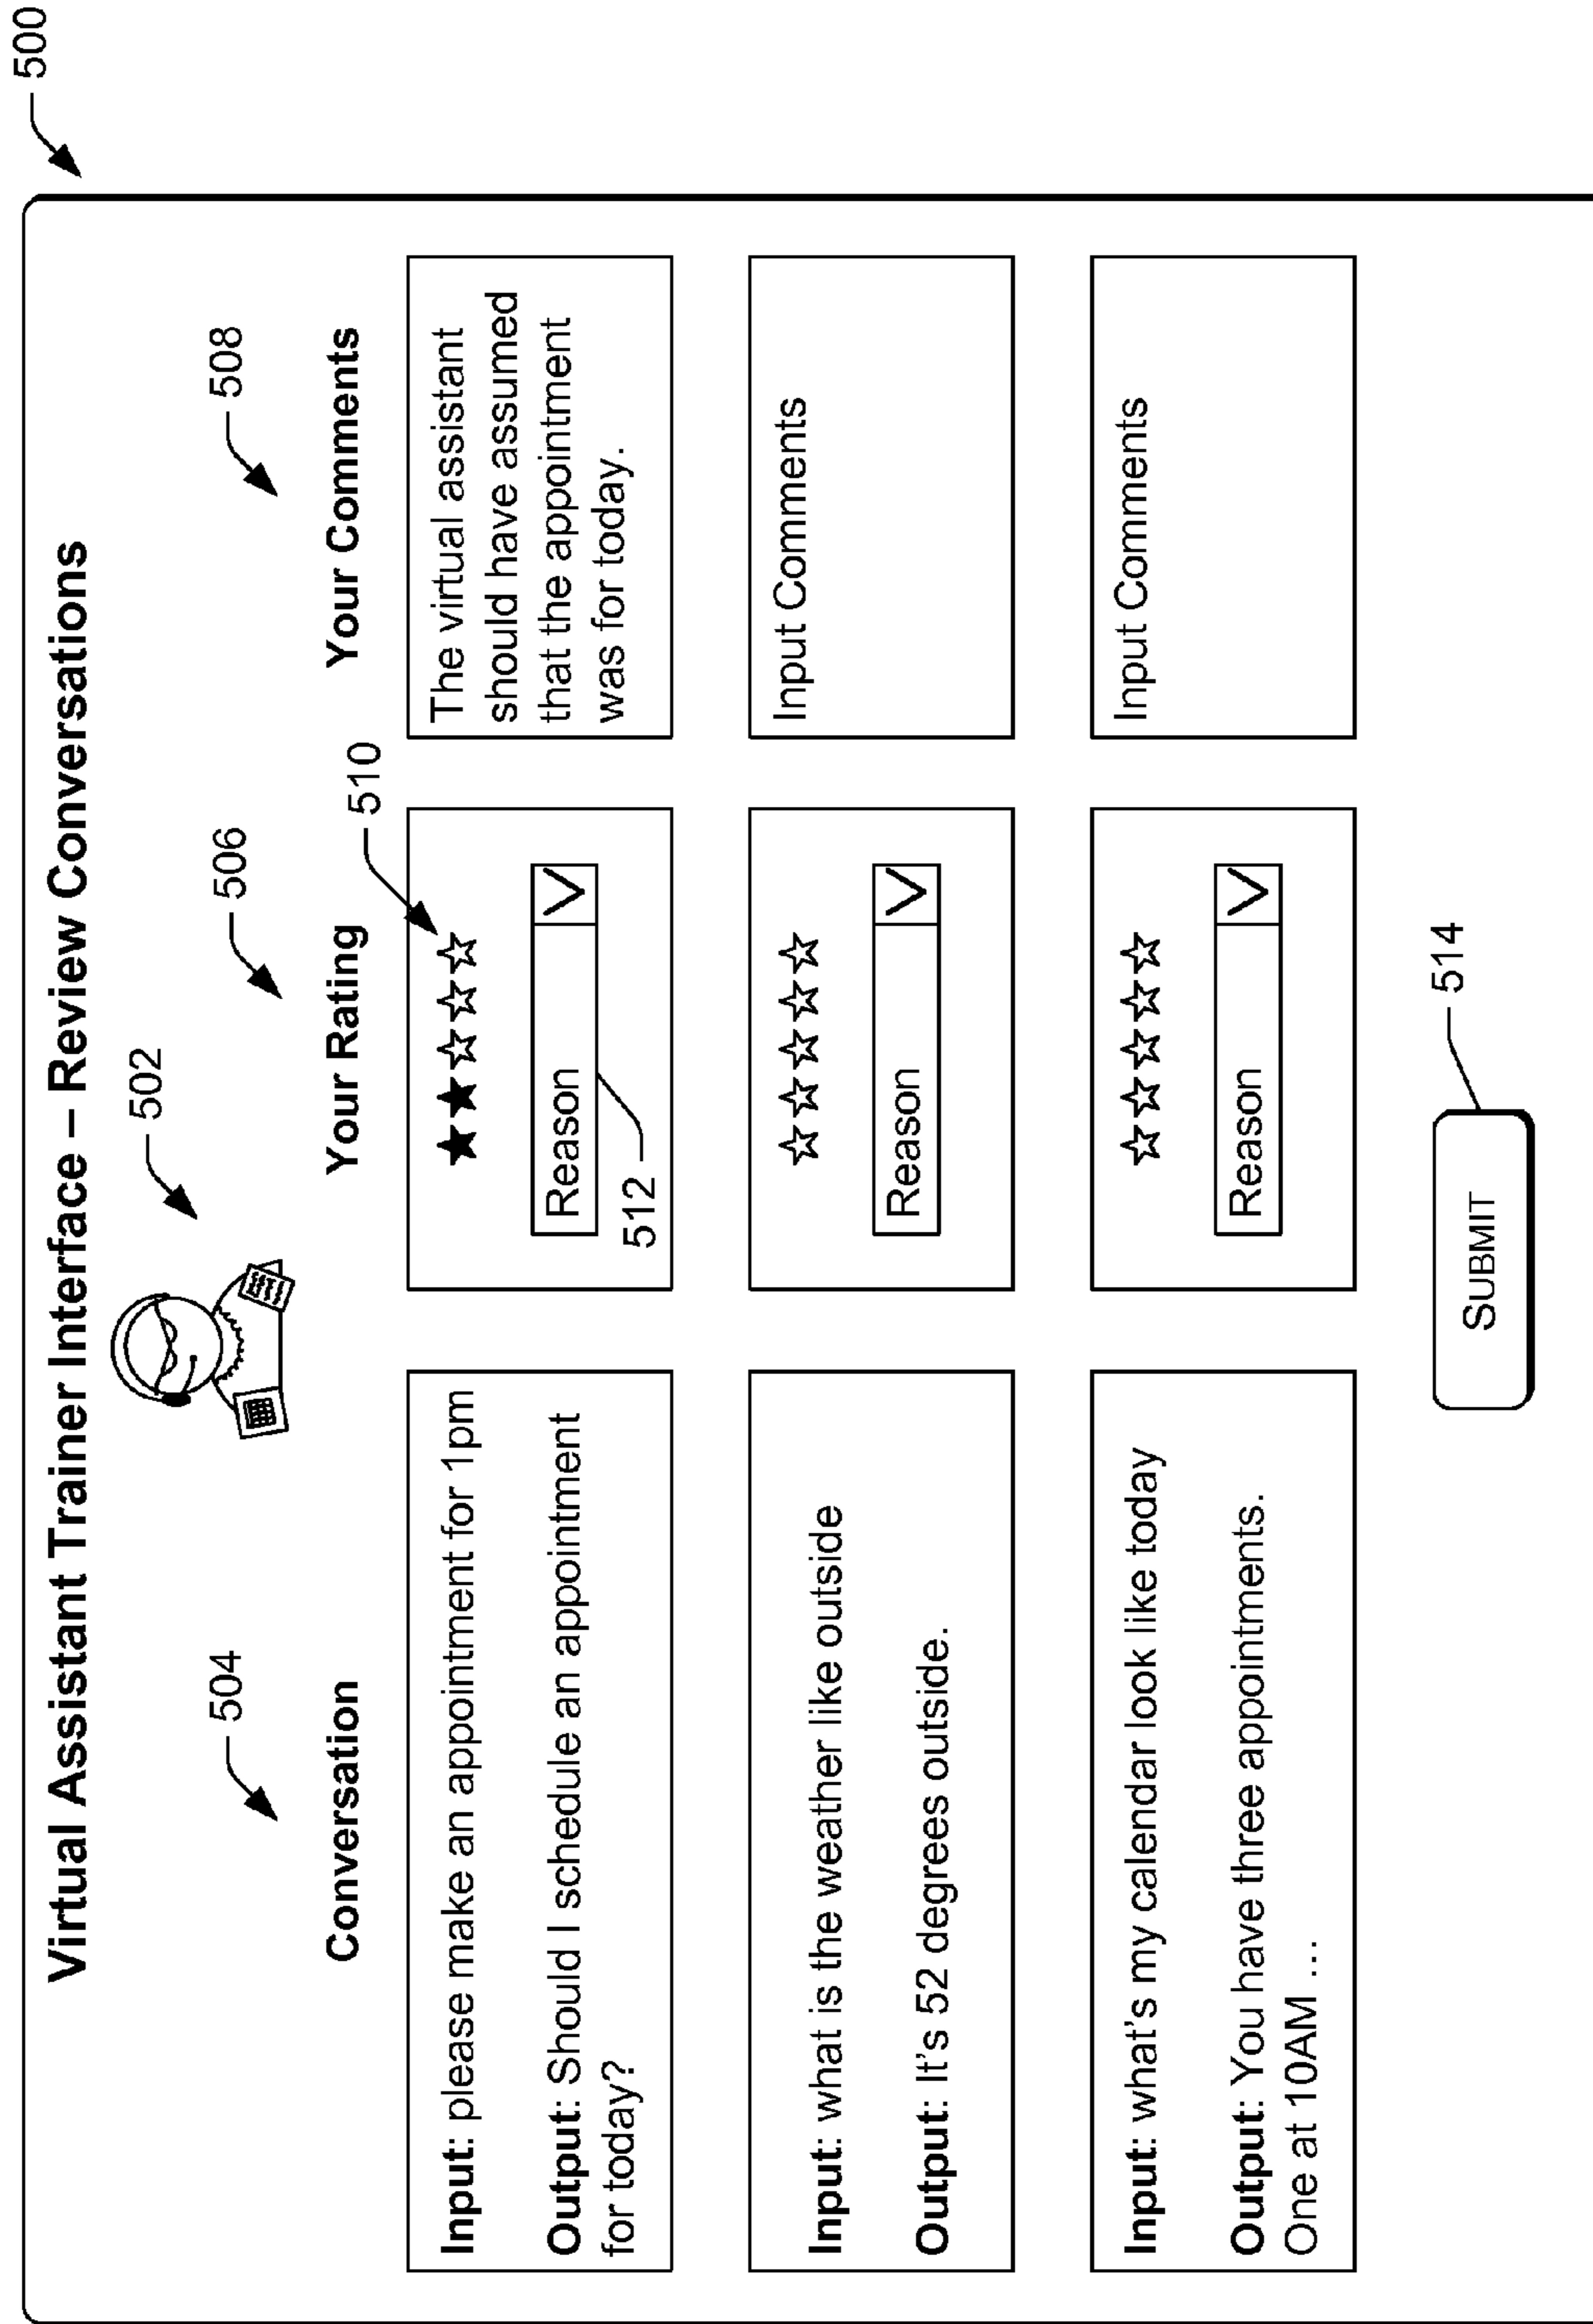 500
Virtual Assistant Trainer Interface – Review Conversations
502
504
506
508
Conversation
Your Rating
Your Comments
510
Input: please make an appointment for 1pm
Output: Should I schedule an appointment
for today?
★★☆☆☆
Reason
512
The virtual assistant
should have assumed
that the appointment
was for today.
Input: what is the weather like outside
Output: It's 52 degrees outside.
☆☆☆☆☆
Reason
Input Comments
Input: what's my calendar look like today
Output: You have three appointments.
One at 10AM ...
☆☆☆☆☆
Reason
Input Comments
SUBMIT
514